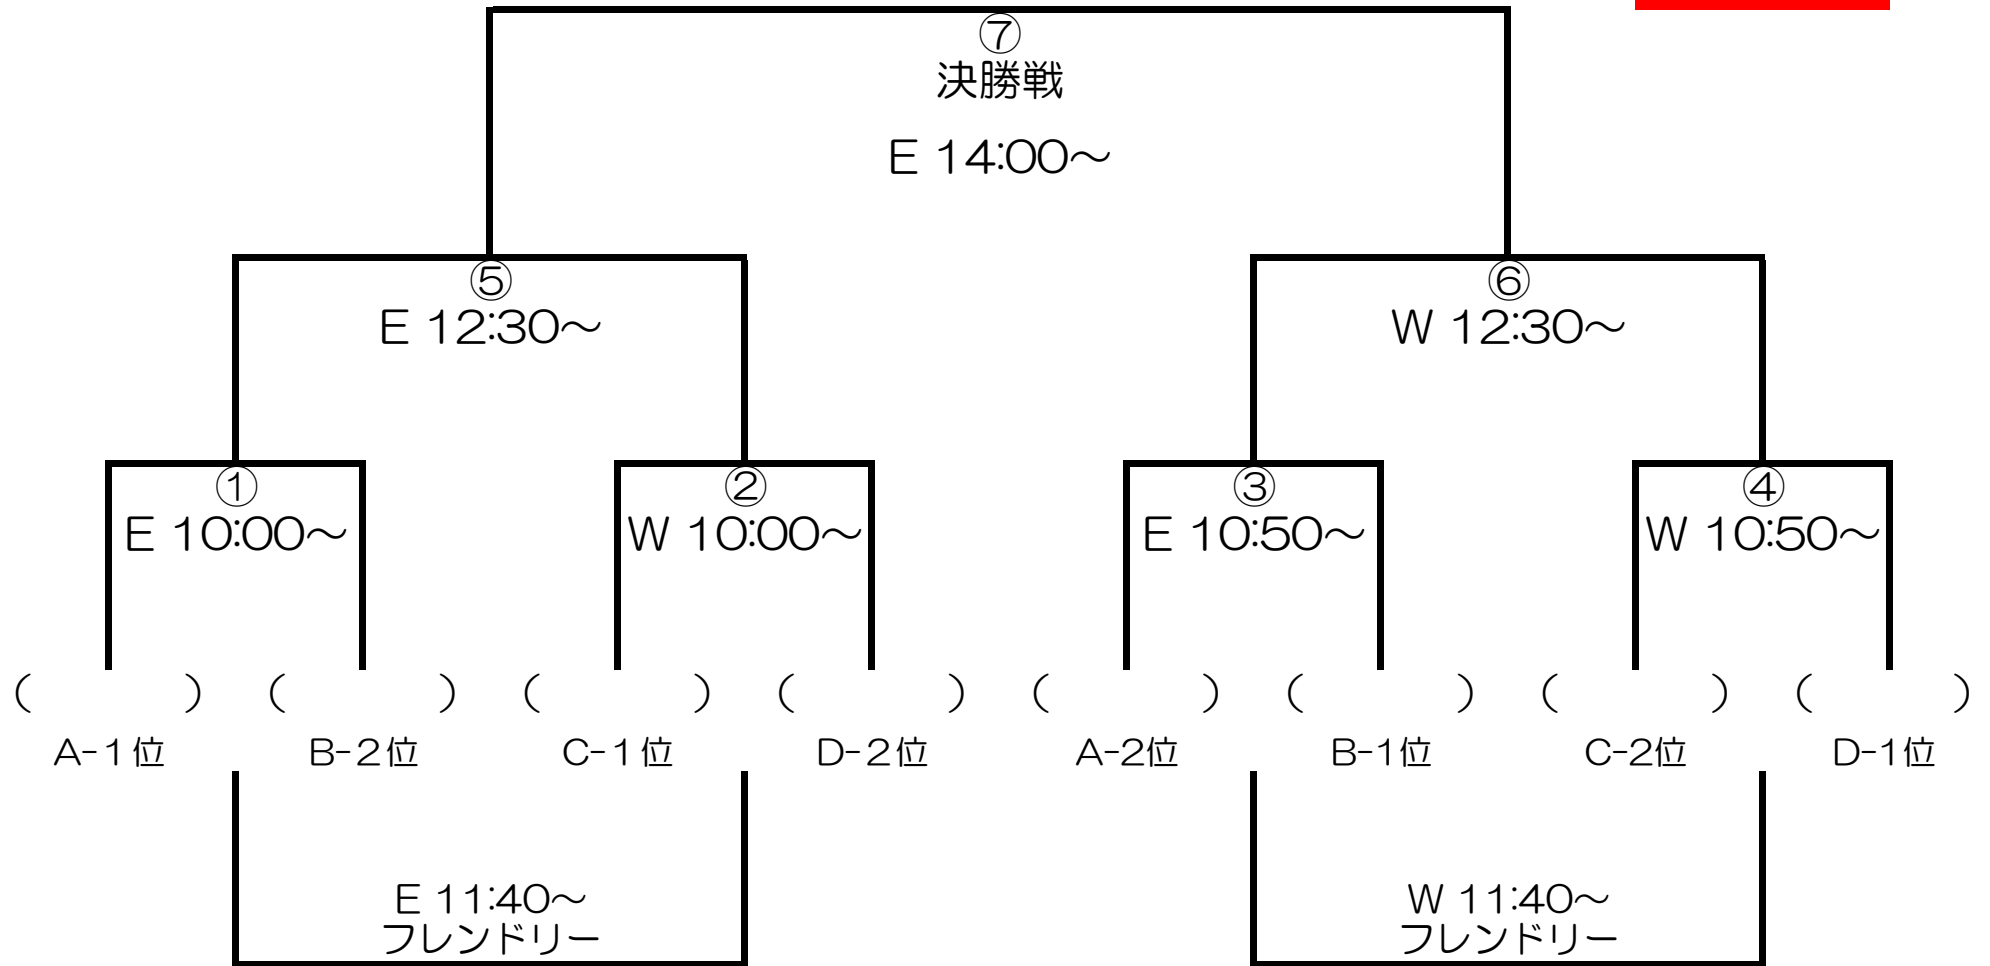 ⑦
決勝戦
E 14:00～
⑤
E 12:30～
⑥
W 12:30～
①
E 10:00～
②
W 10:00～
③
E 10:50～
④
W 10:50～
(　　　) (　　　) (　　　) (　　　) (　　　) (　　　) (　　　) (　　　)
A-1位 B-2位 C-1位 D-2位 A-2位 B-1位 C-2位 D-1位
E 11:40～
フレンドリー
W 11:40～
フレンドリー